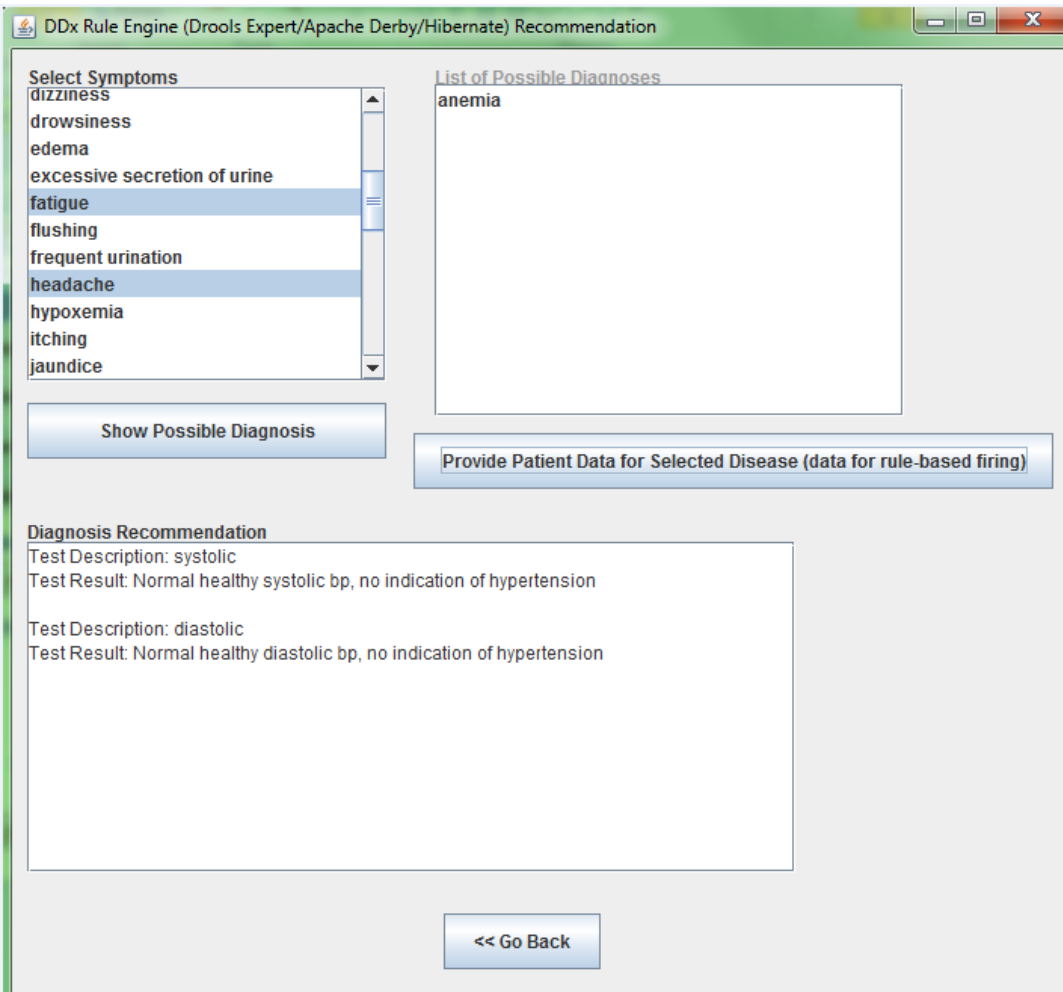 DDx Rule Engine (Drools Expert/Apache Derby/Hibernate) Recommendation
Select Symptoms
dizziness
drowsiness
edema
excessive secretion of urine
fatigue
flushing
frequent urination
headache
hypoxemia
itching
jaundice
Show Possible Diagnosis
List of Possible Diagnoses
anemia
Provide Patient Data for Selected Disease (data for rule-based firing)
Diagnosis Recommendation
Test Description: systolic
Test Result: Normal healthy systolic bp, no indication of hypertension
Test Description: diastolic
Test Result: Normal healthy diastolic bp, no indication of hypertension
<< Go Back